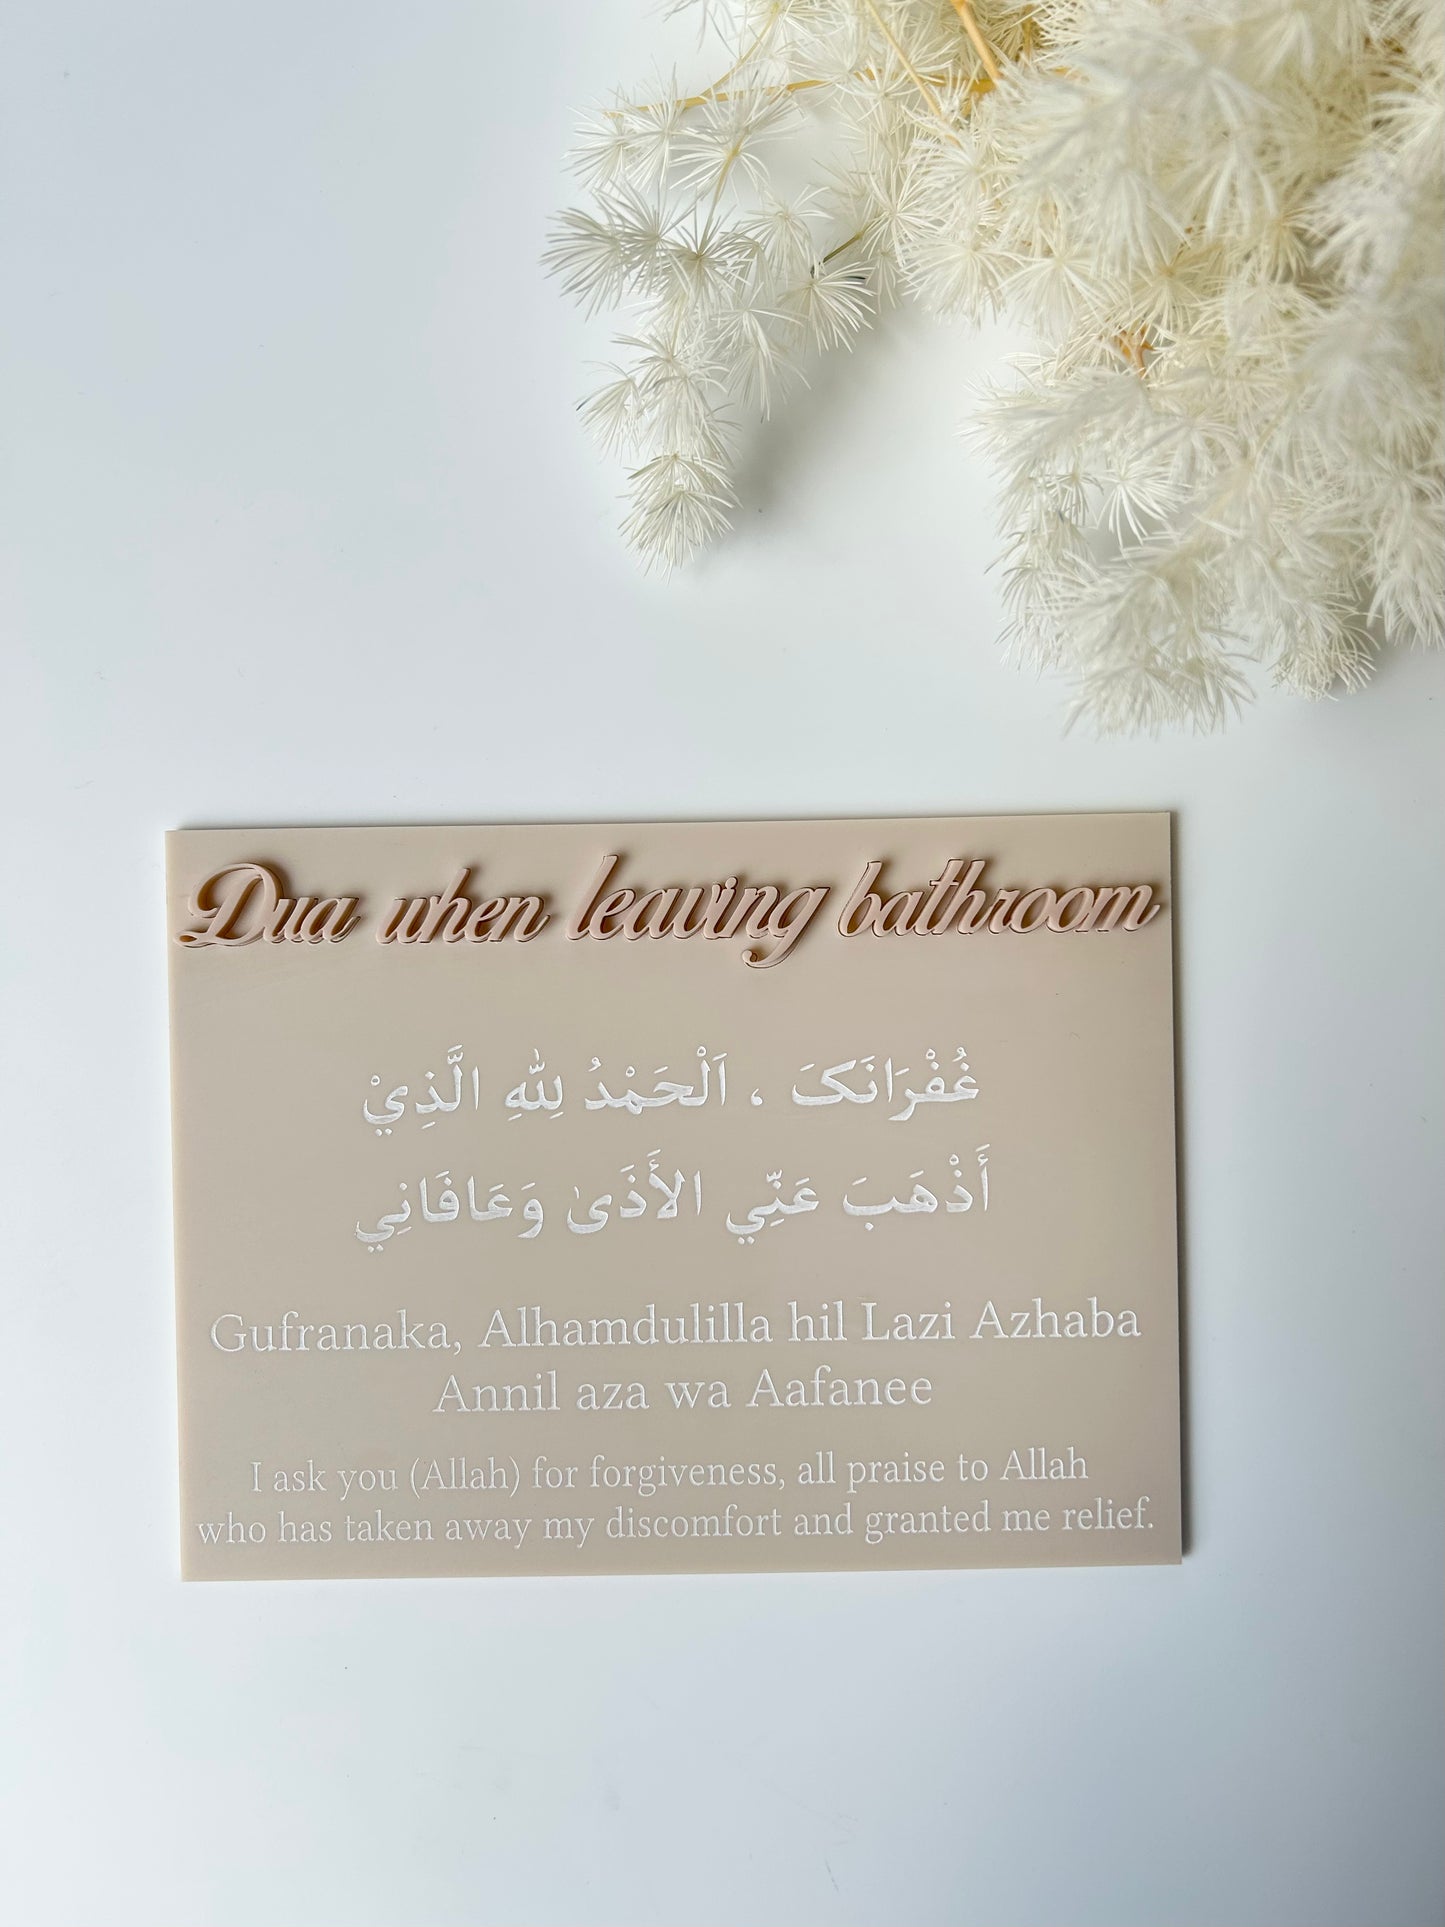 Dua when leaving bathroom
غُفْرَانَکَ ، اَلْحَمْدُ لِلّٰهِ الَّذِيْ
أَذْهَبَ عَنِّي الأَذَىٰ وَعَافَانِي
Gufranaka, Alhamdulilla hil Lazi Azhaba
Annil aza wa Aafanee
I ask you (Allah) for forgiveness, all praise to Allah
who has taken away my discomfort and granted me relief.